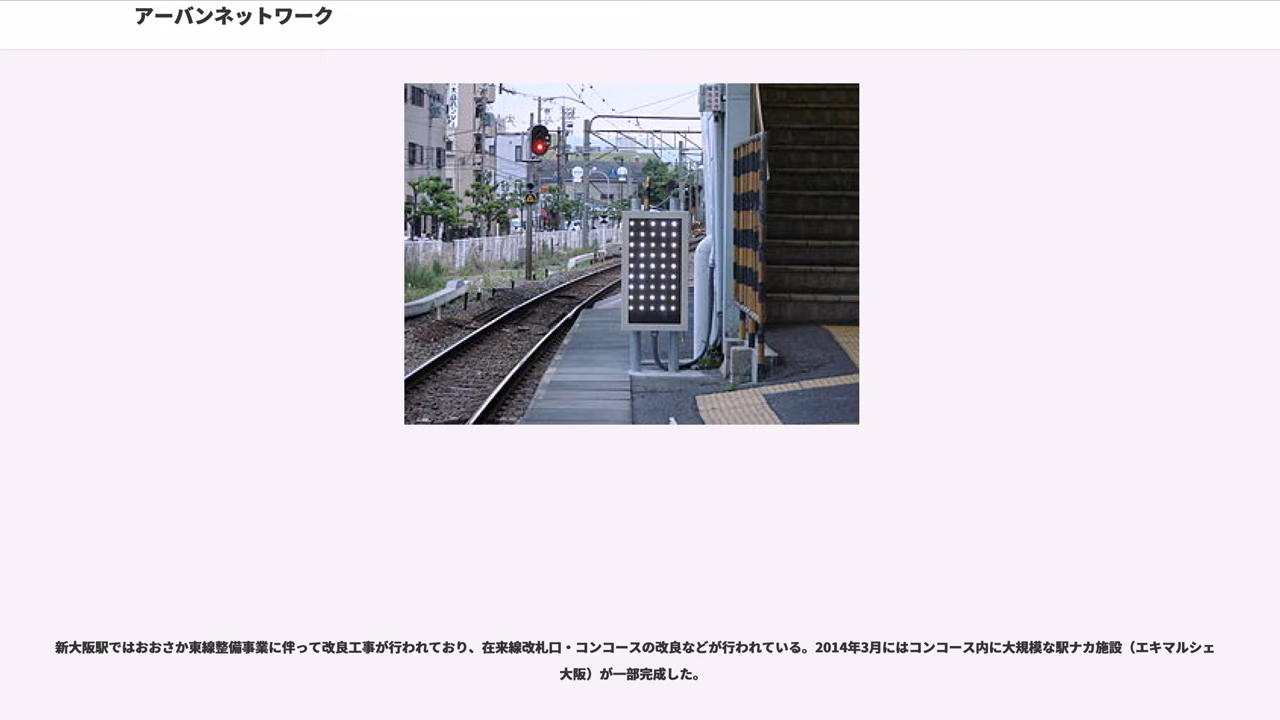 アーバンネットワーク
新大阪駅ではおおさか東線整備事業に伴って改良工事が行われており、在来線改札口・コンコースの改良などが行われている。2014年3月にはコンコース内に大規模な駅ナカ施設（エキマルシェ
大阪）が一部完成した。